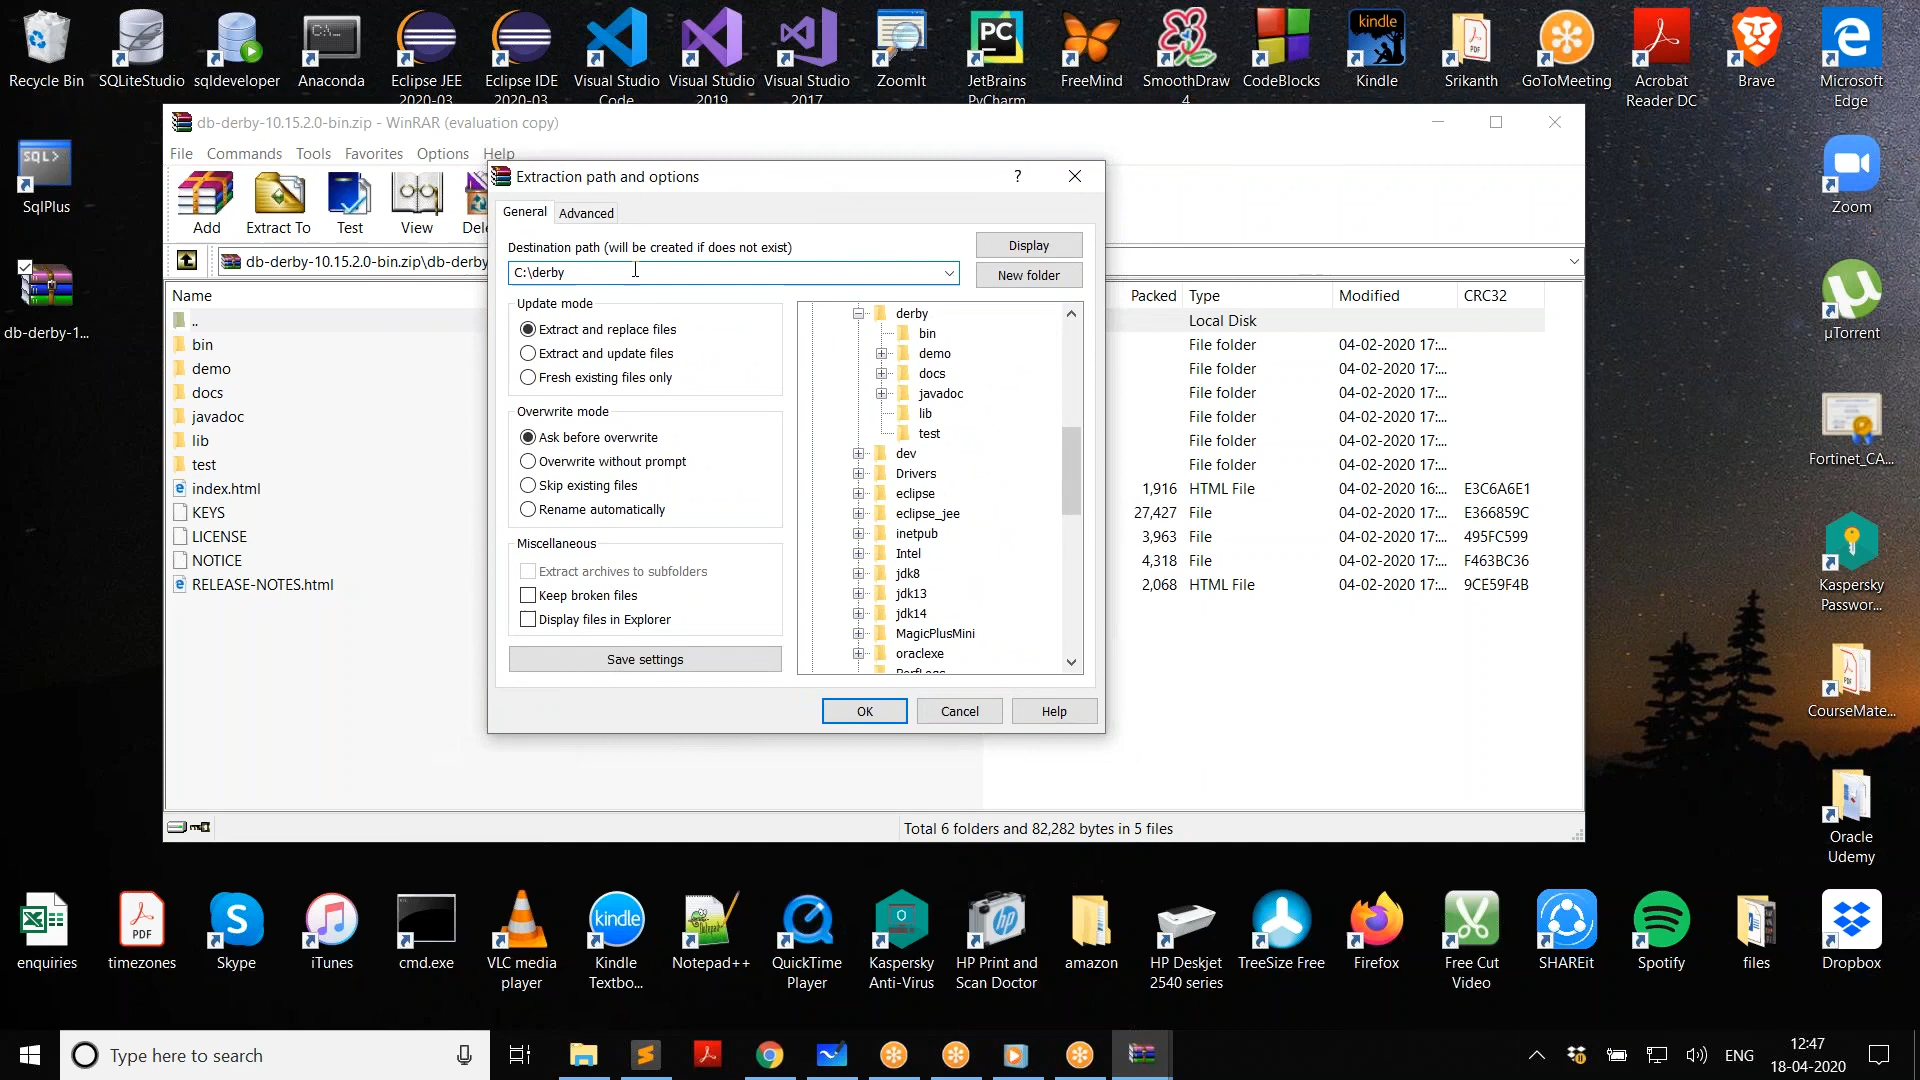 Recycle Bin
SQLiteStudio
sqldeveloper
Anaconda
Eclipse JEE
2020-03
Eclipse IDE
2020-03
Visual Studio
Code
Visual Studio
2019
Visual Studio
2017
ZoomIt
JetBrains
PyCharm
FreeMind
SmoothDraw
4
CodeBlocks
kindle
Kindle
Srikanth
GoToMeeting
Acrobat
Reader DC
Brave
Microsoft
Edge
SqlPlus
db-derby-1...
Zoom
µTorrent
Fortinet_CA...
Kaspersky
Passwor...
CourseMate...
Oracle
Udemy
db-derby-10.15.2.0-bin.zip - WinRAR (evaluation copy)
File Commands Tools Favorites Options Help
Add
Extract To
Test
View
Dele
db-derby-10.15.2.0-bin.zip\db-derby
Name
Packed
Type
Modified
CRC32
..
Local Disk
bin
File folder
04-02-2020 17:...
demo
File folder
04-02-2020 17:...
docs
File folder
04-02-2020 17:...
javadoc
File folder
04-02-2020 17:...
lib
File folder
04-02-2020 17:...
test
File folder
04-02-2020 17:...
index.html
1,916
HTML File
04-02-2020 16:...
E3C6A6E1
KEYS
27,427
File
04-02-2020 17:...
E366859C
LICENSE
3,963
File
04-02-2020 17:...
495FC599
NOTICE
4,318
File
04-02-2020 17:...
F463BC36
RELEASE-NOTES.html
2,068
HTML File
04-02-2020 17:...
9CE59F4B
Total 6 folders and 82,282 bytes in 5 files
Extraction path and options
?
General
Advanced
Destination path (will be created if does not exist)
C:\derby
Display
New folder
Update mode
Extract and replace files
Extract and update files
Fresh existing files only
Overwrite mode
Ask before overwrite
Overwrite without prompt
Skip existing files
Rename automatically
Miscellaneous
Extract archives to subfolders
Keep broken files
Display files in Explorer
Save settings
derby
bin
demo
docs
javadoc
lib
test
dev
Drivers
eclipse
eclipse_jee
inetpub
Intel
jdk8
jdk13
jdk14
MagicPlusMini
oraclexe
PerfLogs
OK
Cancel
Help
enquiries
timezones
Skype
iTunes
cmd.exe
VLC media
player
kindle
Kindle
Textbo...
Notepad++
QuickTime
Player
Kaspersky
Anti-Virus
HP Print and
Scan Doctor
amazon
HP Deskjet
2540 series
TreeSize Free
Firefox
Free Cut
Video
SHAREit
Spotify
files
Dropbox
Type here to search
ENG
12:47
18-04-2020